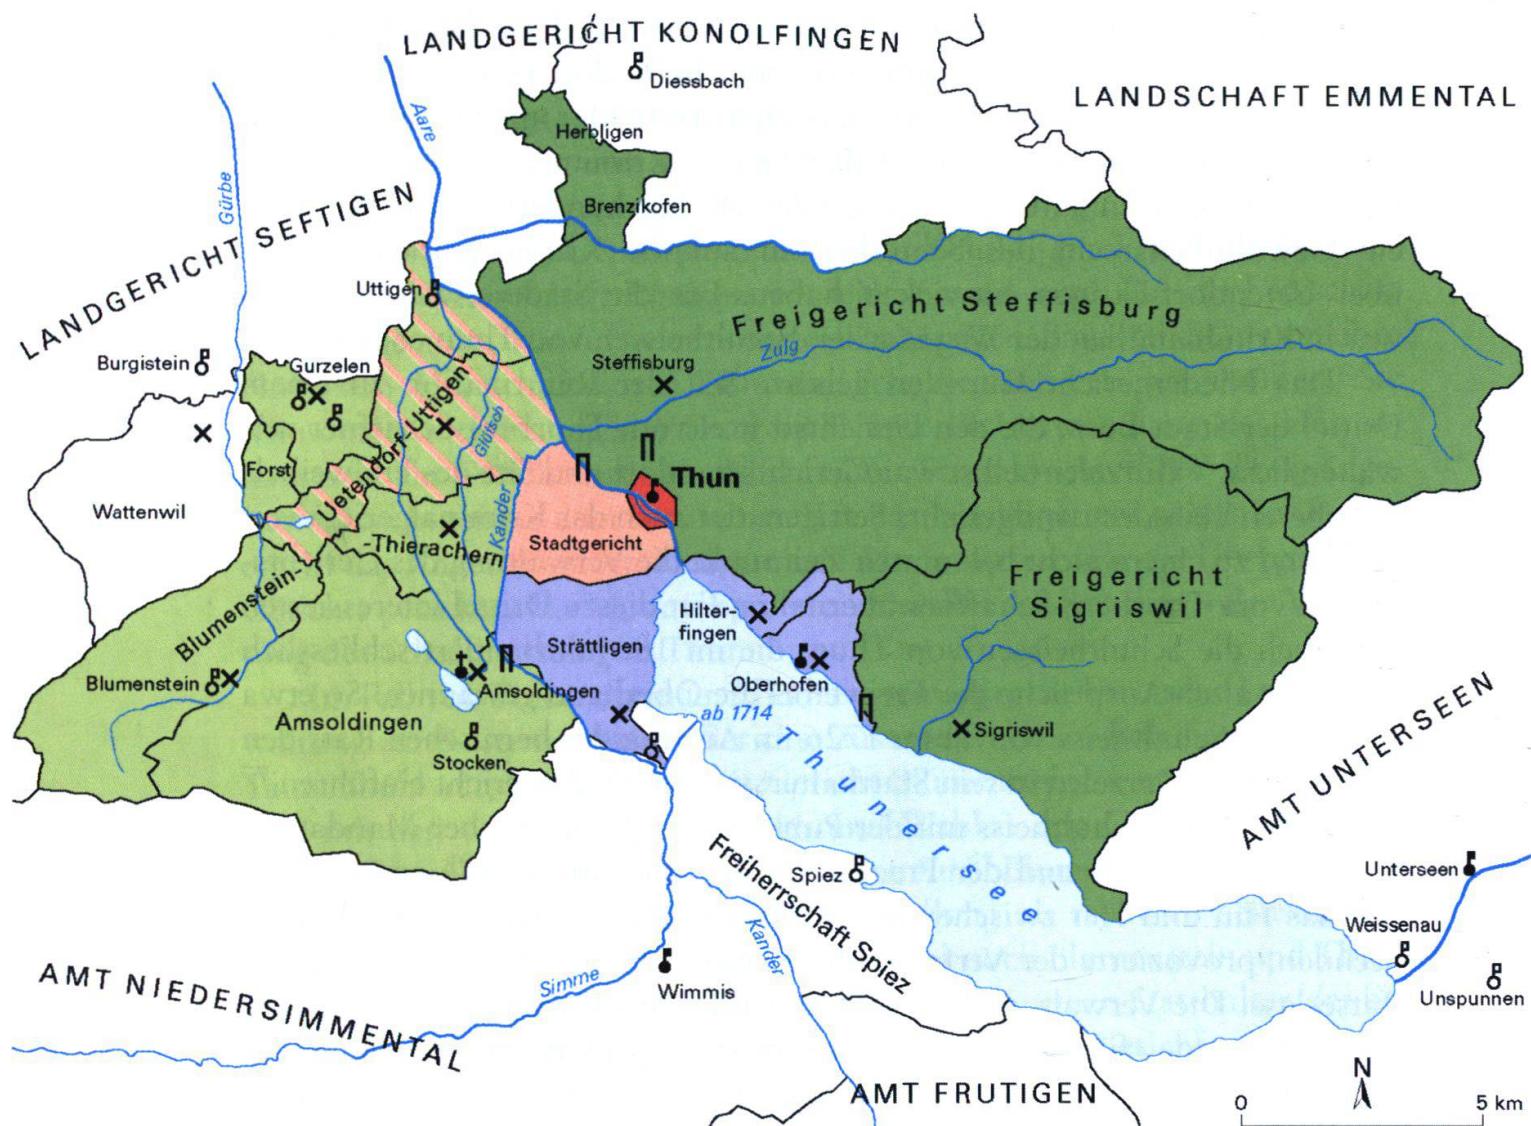 LANDGERICHT KONOLFINGEN
Diessbach
LANDSCHAFT EMMENTAL
Aare
Herbligen
Gürbe
LANDGERICHT SEFTIGEN
Brenzikofen
Uttigen
Freigericht Steffisburg
Burgistein
Gurzelen
Steffisburg
Zulg
Uetendorf-Uttigen
Glütsch
Forst
Thun
Wattenwil
Kander
Stadtgericht
-Thierachern
Blumenstein-
Freigericht
Sigriswil
Hilter-
fingen
Strättligen
Blumenstein
Amsoldingen
Oberhofen
Amsoldingen
ab 1714
Sigriswil
Stocken
Thunersee
AMT UNTERSEEN
Freiherrschaft Spiez
Spiez
Unterseen
Weissenau
Kander
AMT NIEDERSIMMENTAL
Simme
Wimmis
Unspunnen
N
AMT FRUTIGEN
0 5 km